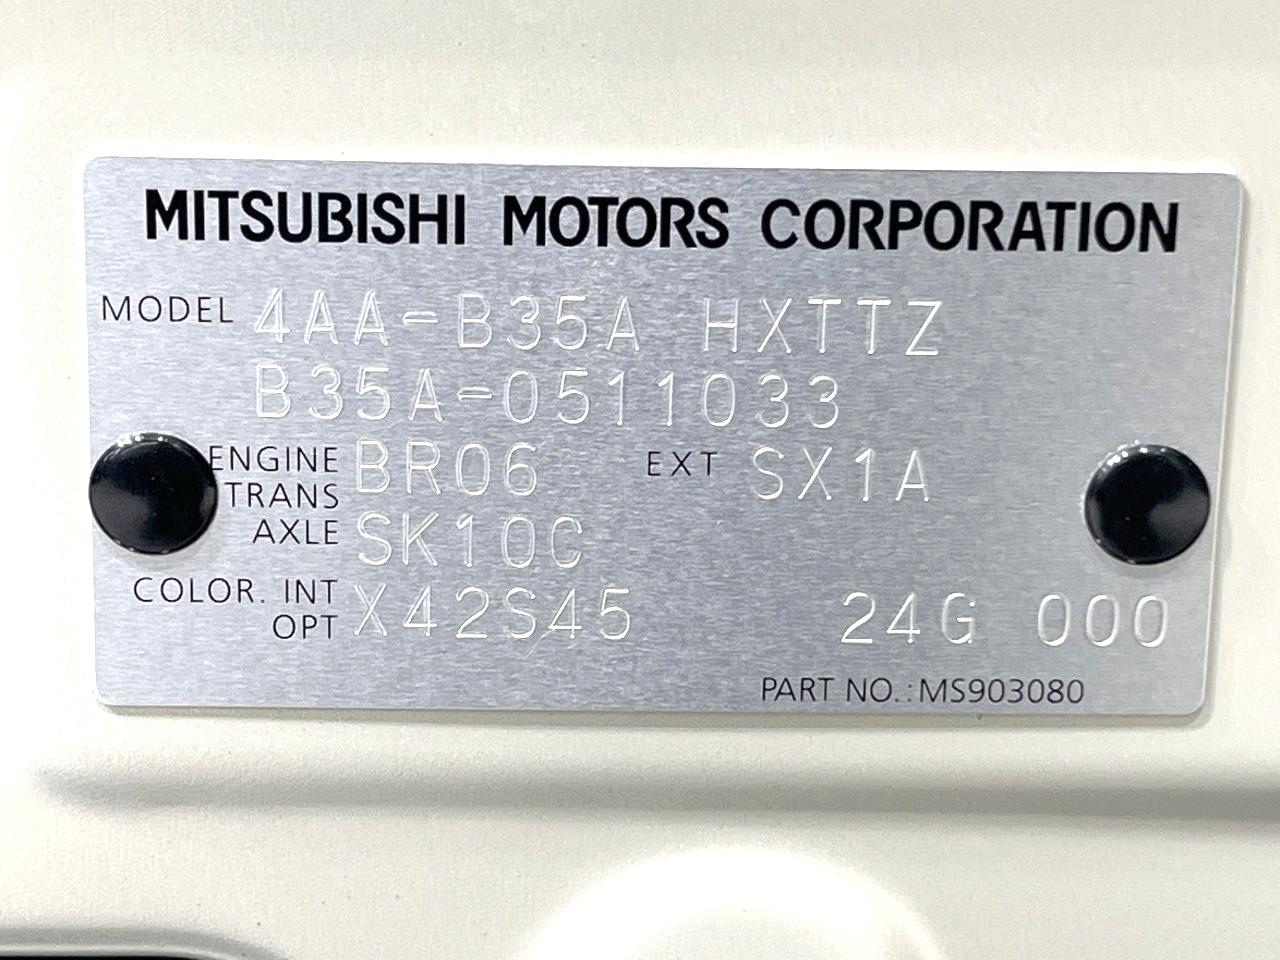 MITSUBISHI MOTORS CORPORATION
MODEL 4AA-B35A HXTTZ
B35A-0511033
ENGINE BR06 EXT SX1A
TRANS
AXLE SK10C
COLOR. INT X42S45 24G 000
OPT
PART NO.:MS903080